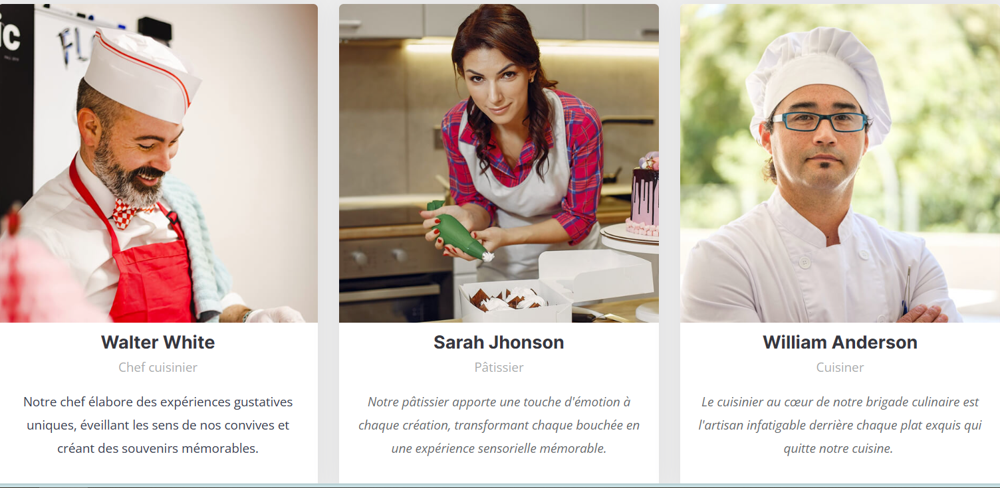 ic
FL
Walter White
Chef cuisinier
Notre chef élabore des expériences gustatives
uniques, éveillant les sens de nos convives et
créant des souvenirs mémorables.
Sarah Jhonson
Pâtissier
Notre pâtissier apporte une touche d'émotion à
chaque création, transformant chaque bouchée en
une expérience sensorielle mémorable.
William Anderson
Cuisiner
Le cuisinier au cœur de notre brigade culinaire est
l'artisan infatigable derrière chaque plat exquis qui
quitte notre cuisine.